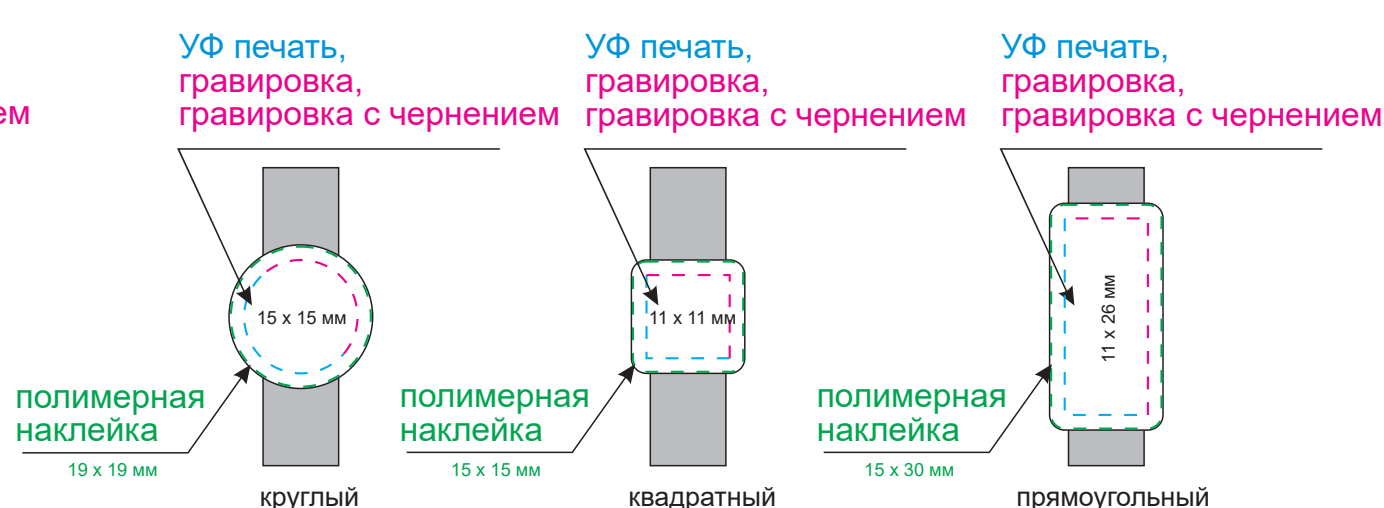 УФ печать,
гравировка,
гравировка с чернением
УФ печать,
гравировка,
гравировка с чернением
УФ печать,
гравировка,
гравировка с чернением
ем
15 x 15 мм
11 x 11 мм
11 x 26 мм
полимерная
наклейка
19 x 19 мм
полимерная
наклейка
15 x 15 мм
полимерная
наклейка
15 x 30 мм
круглый
квадратный
прямоугольный